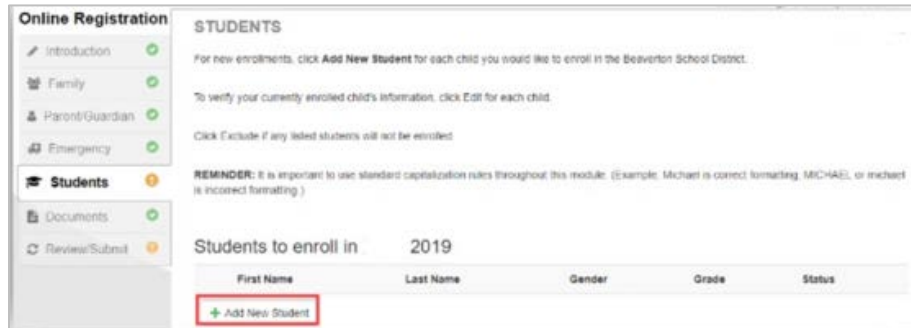 Online Registration
Introduction
Family
Parent/Guardian
Emergency
Students
Documents
Review/Submit
STUDENTS
For new enrollments, click Add New Student for each child you would like to enroll in the Beaverton School District.
To verify your currently enrolled child's information, click Edit for each child.
Click Exclude if any listed students will not be enrolled
REMINDER: It is important to use standard capitalization rules throughout this module. (Example, Michael is correct formatting, MICHAEL or michael
is incorrect formatting.)
Students to enroll in 2019
First Name Last Name Gender Grade Status
+ Add New Student